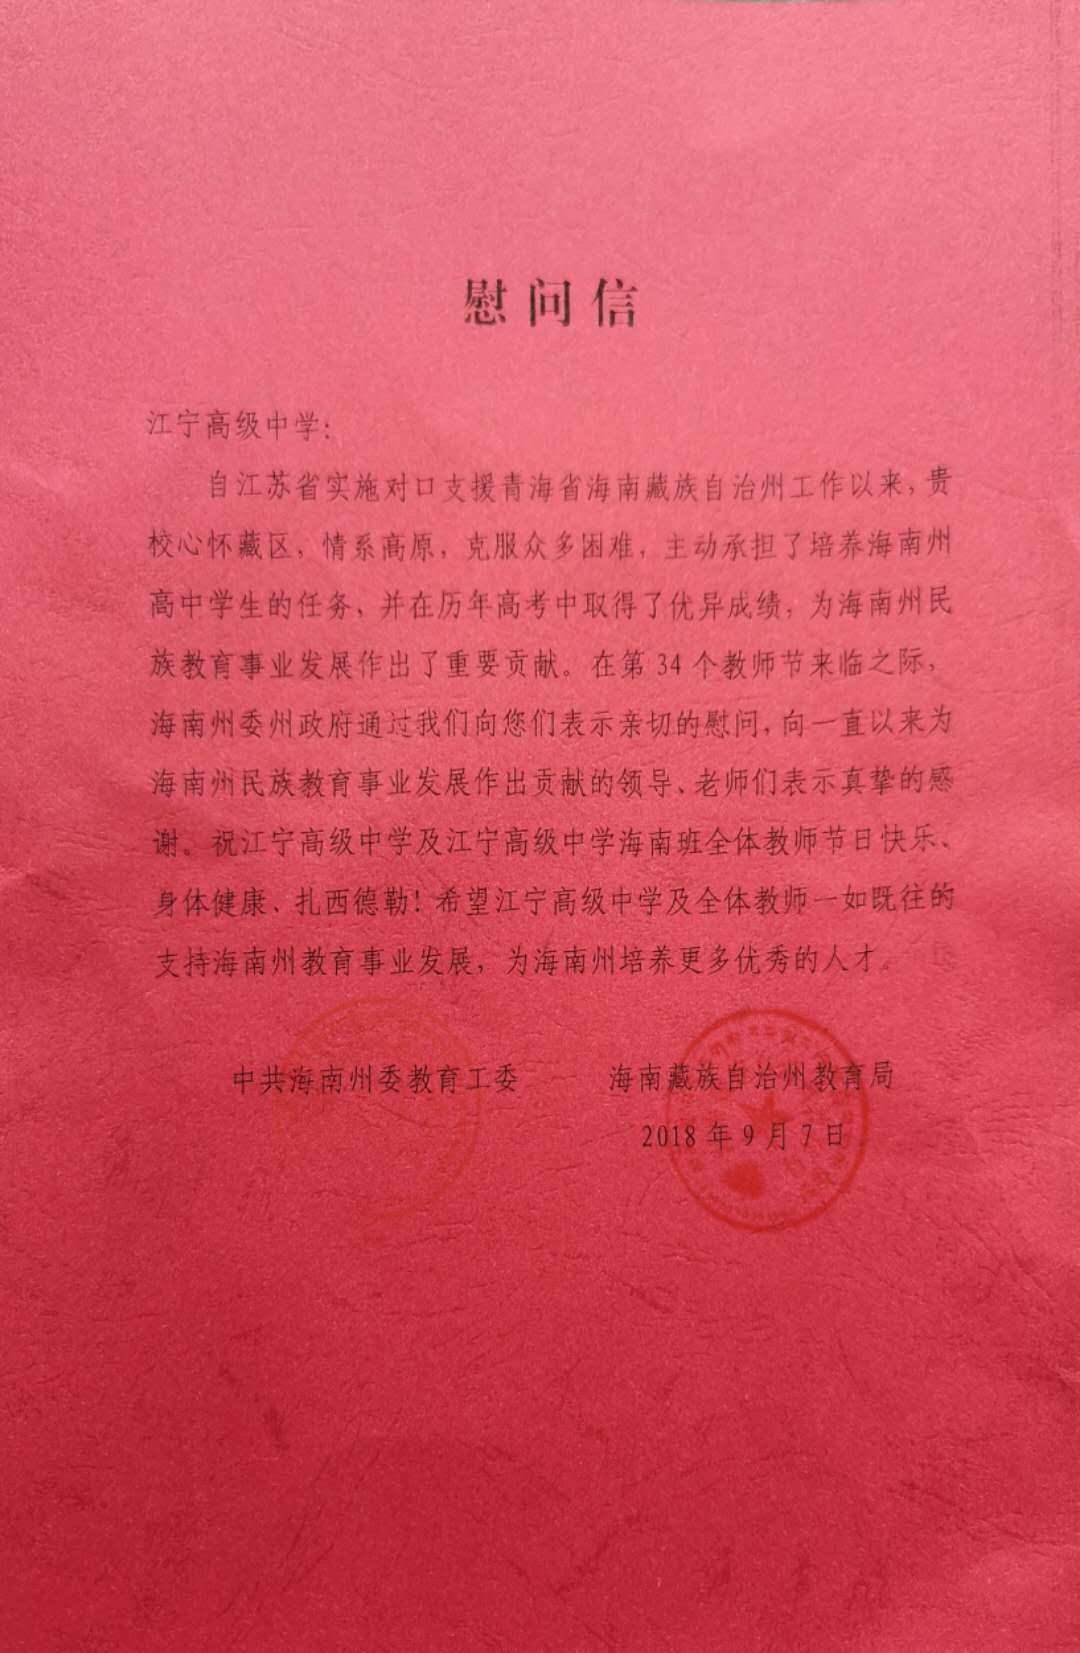 慰问信
江宁高级中学：
自江苏省实施对口支援青海省海南藏族自治州工作以来，贵
校心怀藏区，情系高原，克服众多困难，主动承担了培养海南州
高中学生的任务、并在历年高考中取得了优异成绩，为海南州民
族教育事业发展作出了重要贡献。在第34个教师节来临之际，
海南州委州政府通过我们向您们表示亲切的慰问，向一直以来为
海南州民族教育事业发展作出贡献的领导、老师们表示真挚的感
谢。祝江宁高级中学及江宁高级中学海南班全体教师节日快乐、
身体健康、扎西德勒！希望江宁高级中学及全体教师一如既往的
支持海南州教育事业发展，为海南州培养更多优秀的人才。
中共海南州委教育工委 海南藏族自治州教育局
2018年9月7日